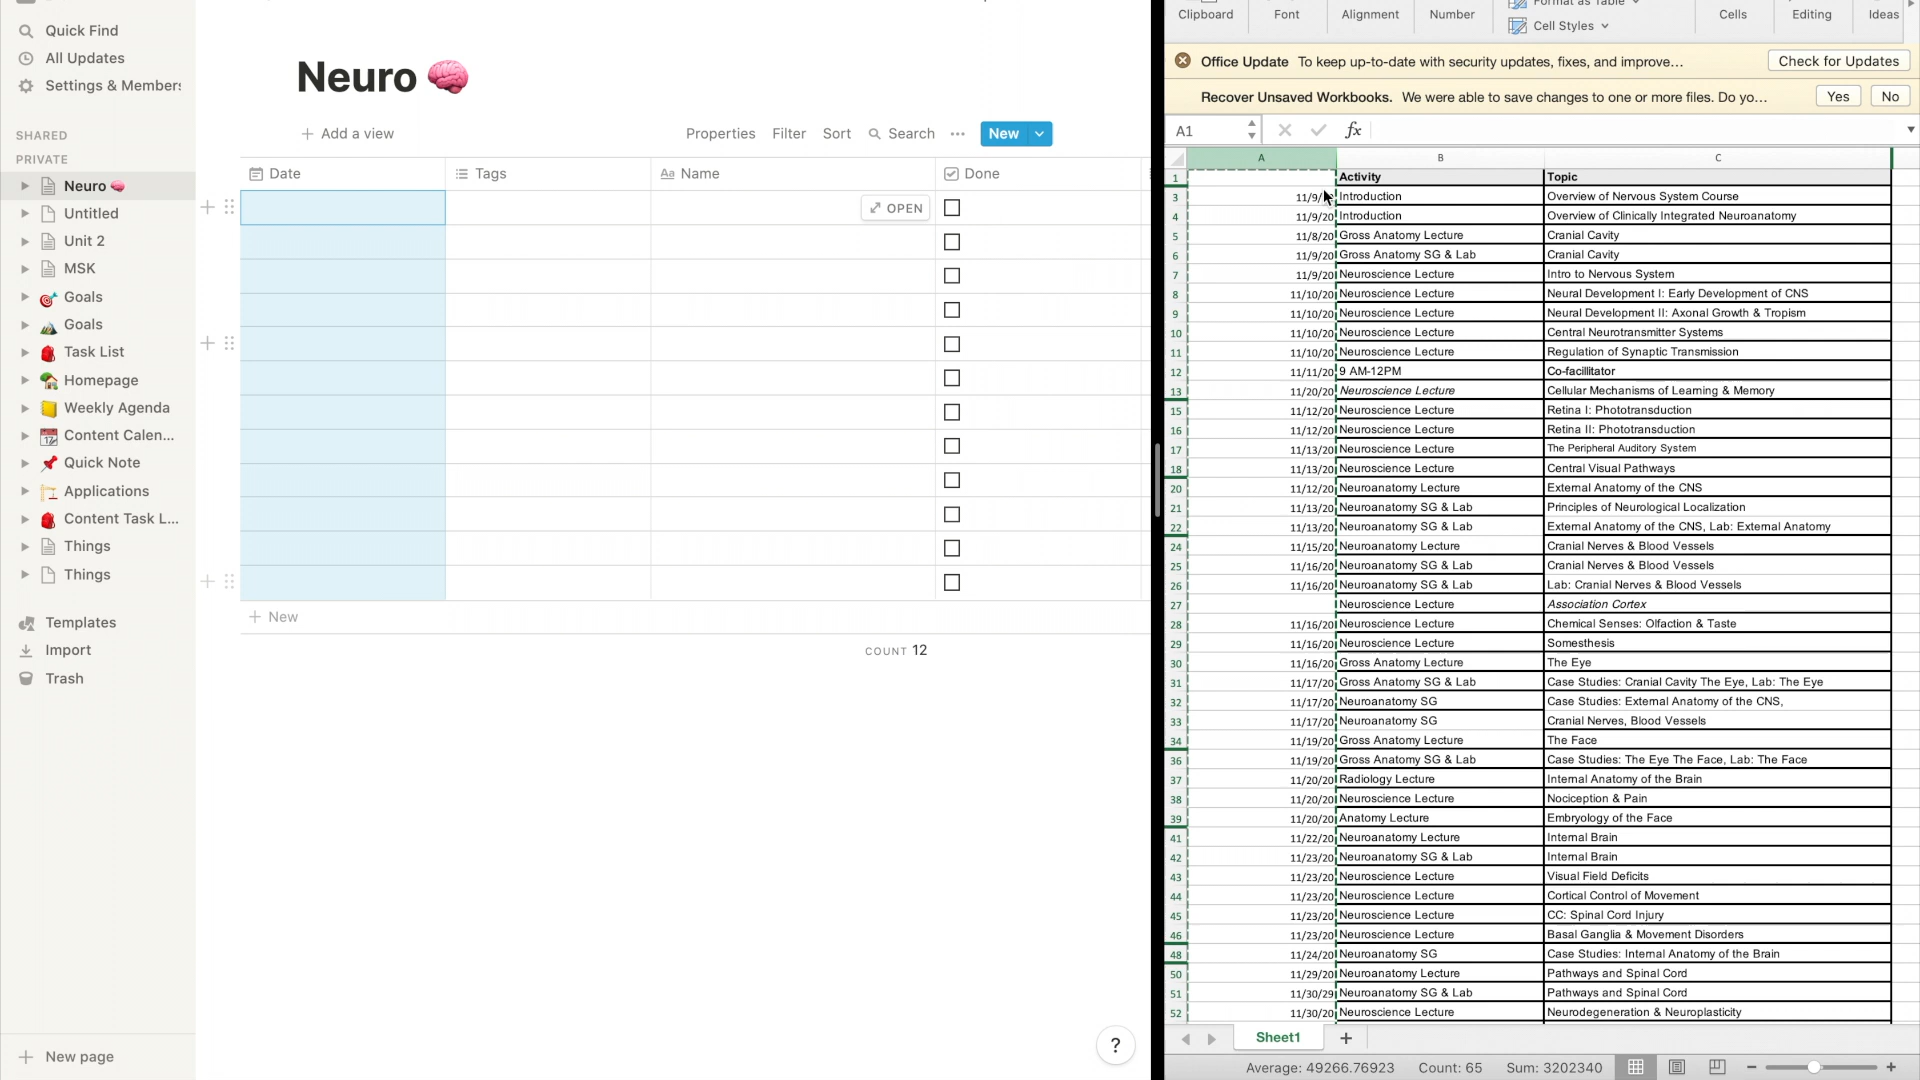 Quick Find
All Updates
Settings & Members
SHARED
PRIVATE
Neuro
Untitled
Unit 2
MSK
Goals
Goals
Task List
Homepage
Weekly Agenda
Content Calen...
Quick Note
Applications
Content Task L...
Things
Things
Templates
Import
Trash
New page
Neuro
Add a view
Properties Filter Sort Search ··· New
Date Tags Name Done
OPEN
New
COUNT 12
?
Clipboard Font Alignment Number Format as Table Cell Styles Cells Editing Ideas
Office Update To keep up-to-date with security updates, fixes, and improve... Check for Updates
Recover Unsaved Workbooks. We were able to save changes to one or more files. Do yo... Yes No
A1 fx
A B C
1 Activity Topic
3 11/9/ Introduction Overview of Nervous System Course
4 11/9/20 Introduction Overview of Clinically Integrated Neuroanatomy
5 11/8/20 Gross Anatomy Lecture Cranial Cavity
6 11/9/20 Gross Anatomy SG & Lab Cranial Cavity
7 11/9/20 Neuroscience Lecture Intro to Nervous System
8 11/10/20 Neuroscience Lecture Neural Development I: Early Development of CNS
9 11/10/20 Neuroscience Lecture Neural Development II: Axonal Growth & Tropism
10 11/10/20 Neuroscience Lecture Central Neurotransmitter Systems
11 11/10/20 Neuroscience Lecture Regulation of Synaptic Transmission
12 11/11/20 9 AM-12PM Co-facillitator
13 11/20/20 Neuroscience Lecture Cellular Mechanisms of Learning & Memory
15 11/12/20 Neuroscience Lecture Retina I: Phototransduction
16 11/12/20 Neuroscience Lecture Retina II: Phototransduction
17 11/13/20 Neuroscience Lecture The Peripheral Auditory System
18 11/13/20 Neuroscience Lecture Central Visual Pathways
20 11/12/20 Neuroanatomy Lecture External Anatomy of the CNS
21 11/13/20 Neuroanatomy SG & Lab Principles of Neurological Localization
22 11/13/20 Neuroanatomy SG & Lab External Anatomy of the CNS, Lab: External Anatomy
24 11/15/20 Neuroanatomy Lecture Cranial Nerves & Blood Vessels
25 11/16/20 Neuroanatomy SG & Lab Cranial Nerves & Blood Vessels
26 11/16/20 Neuroanatomy SG & Lab Lab: Cranial Nerves & Blood Vessels
27 Neuroscience Lecture Association Cortex
28 11/16/20 Neuroscience Lecture Chemical Senses: Olfaction & Taste
29 11/16/20 Neuroscience Lecture Somesthesis
30 11/16/20 Gross Anatomy Lecture The Eye
31 11/17/20 Gross Anatomy SG & Lab Case Studies: Cranial Cavity The Eye, Lab: The Eye
32 11/17/20 Neuroanatomy SG Case Studies: External Anatomy of the CNS,
33 11/17/20 Neuroanatomy SG Cranial Nerves, Blood Vessels
34 11/19/20 Gross Anatomy Lecture The Face
36 11/19/20 Gross Anatomy SG & Lab Case Studies: The Eye The Face, Lab: The Face
37 11/20/20 Radiology Lecture Internal Anatomy of the Brain
38 11/20/20 Neuroscience Lecture Nociception & Pain
39 11/20/20 Anatomy Lecture Embryology of the Face
41 11/22/20 Neuroanatomy Lecture Internal Brain
42 11/23/20 Neuroanatomy SG & Lab Internal Brain
43 11/23/20 Neuroscience Lecture Visual Field Deficits
44 11/23/20 Neuroscience Lecture Cortical Control of Movement
45 11/23/20 Neuroscience Lecture CC: Spinal Cord Injury
46 11/23/20 Neuroscience Lecture Basal Ganglia & Movement Disorders
48 11/24/20 Neuroanatomy SG Case Studies: Internal Anatomy of the Brain
50 11/29/20 Neuroanatomy Lecture Pathways and Spinal Cord
51 11/30/29 Neuroanatomy SG & Lab Pathways and Spinal Cord
52 11/30/20 Neuroscience Lecture Neurodegeneration & Neuroplasticity
Sheet1 +
Average: 49266.76923 Count: 65 Sum: 3202340